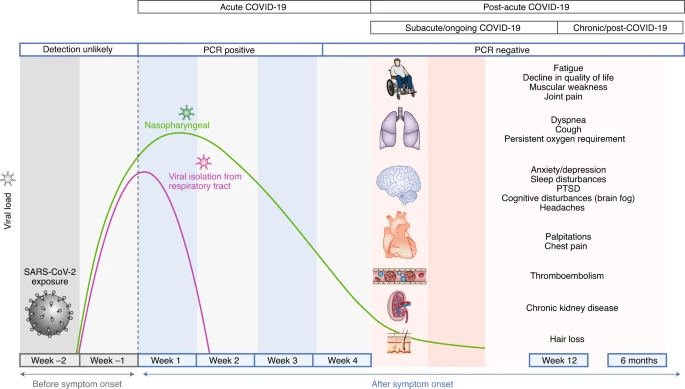 Acute COVID-19
Post-acute COVID-19
Subacute/ongoing COVID-19
Chronic/post-COVID-19
Detection unlikely
PCR positive
PCR negative
Nasopharyngeal
Viral isolation from
respiratory tract
Viral load
SARS-CoV-2
exposure
Fatigue
Decline in quality of life
Muscular weakness
Joint pain
Dyspnea
Cough
Persistent oxygen requirement
Anxiety/depression
Sleep disturbances
PTSD
Cognitive disturbances (brain fog)
Headaches
Palpitations
Chest pain
Thromboembolism
Chronic kidney disease
Hair loss
Week –2
Week –1
Week 1
Week 2
Week 3
Week 4
Week 12
6 months
Before symptom onset
After symptom onset